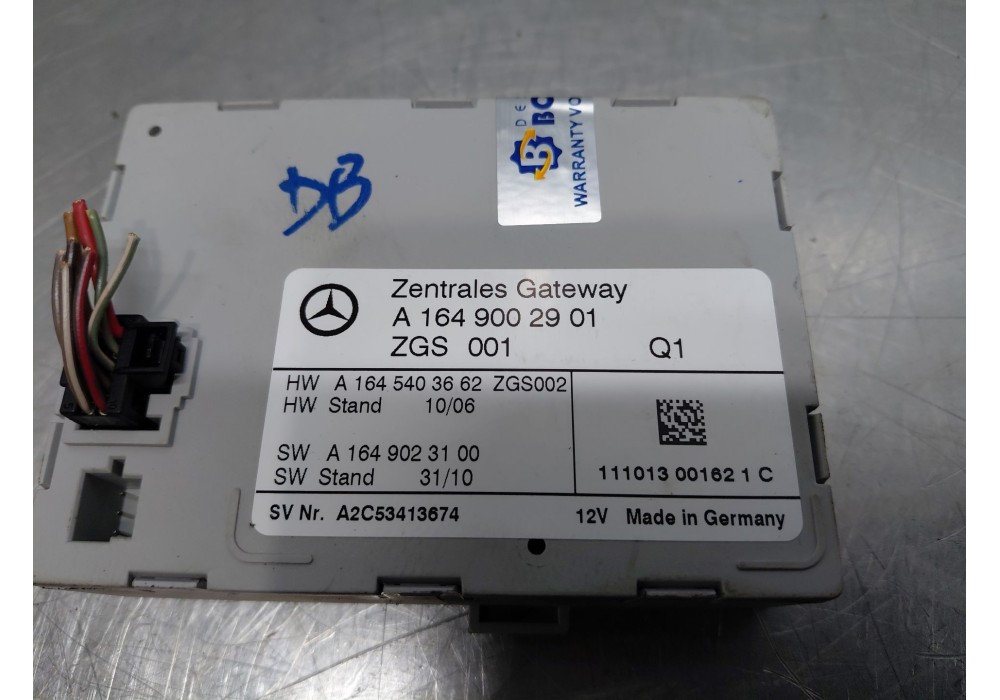 DB
B
WARRANTY VO
Zentrales Gateway
A 164 900 29 01
ZGS 001 Q1
HW A 164 540 36 62 ZGS002
HW Stand 10/06
SW A 164 902 31 00
SW Stand 31/10
111013 00162 1 C
SV Nr. A2C53413674 12V Made in Germany